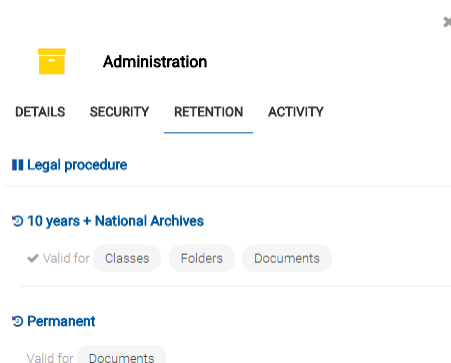 Administration
DETAILS SECURITY RETENTION ACTIVITY
Legal procedure
10 years + National Archives
Valid for Classes Folders Documents
Permanent
Valid for Documents